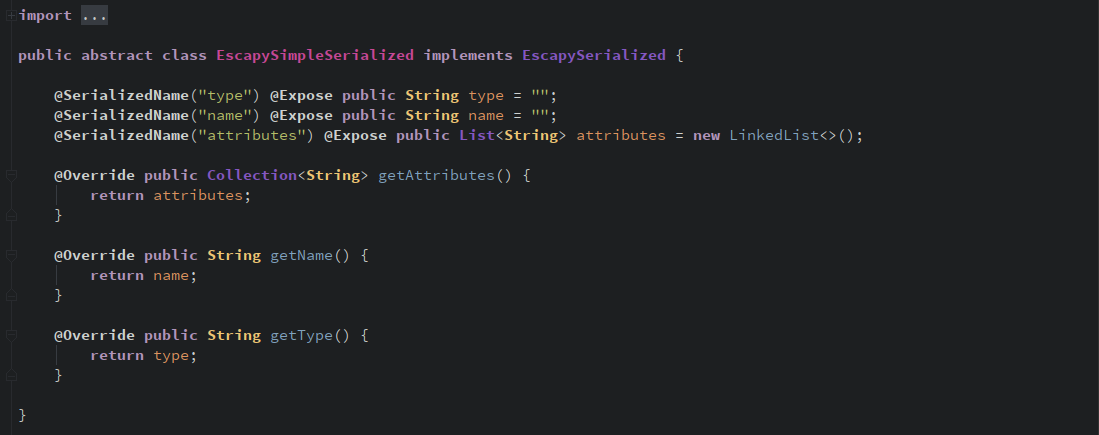 import ...
public abstract class EscapySimpleSerialized implements EscapySerialized {
@SerializedName("type") @Expose public String type = "";
@SerializedName("name") @Expose public String name = "";
@SerializedName("attributes") @Expose public List<String> attributes = new LinkedList<>();
@Override public Collection<String> getAttributes() {
return attributes;
}
@Override public String getName() {
return name;
}
@Override public String getType() {
return type;
}
}